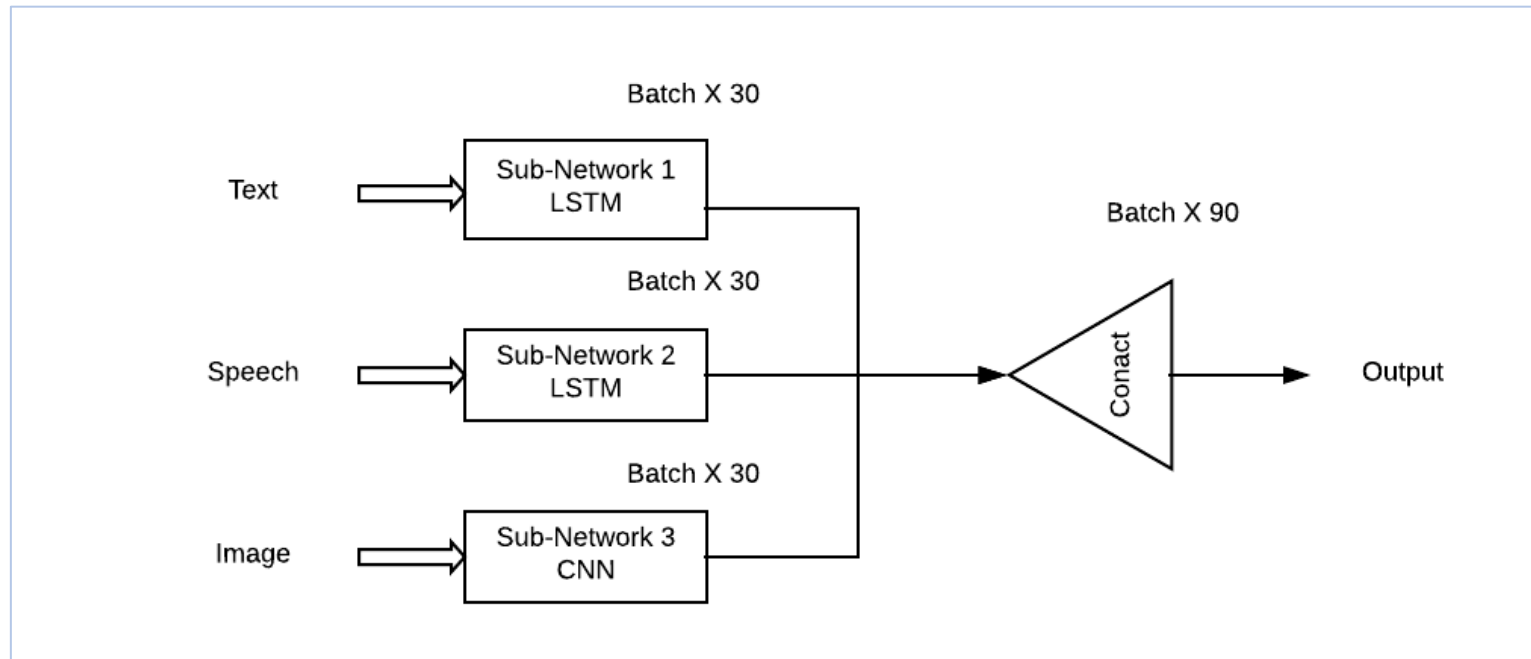 Batch X 30
Text
Sub-Network 1
LSTM
Batch X 90
Batch X 30
Speech
Sub-Network 2
LSTM
Conact
Output
Batch X 30
Image
Sub-Network 3
CNN